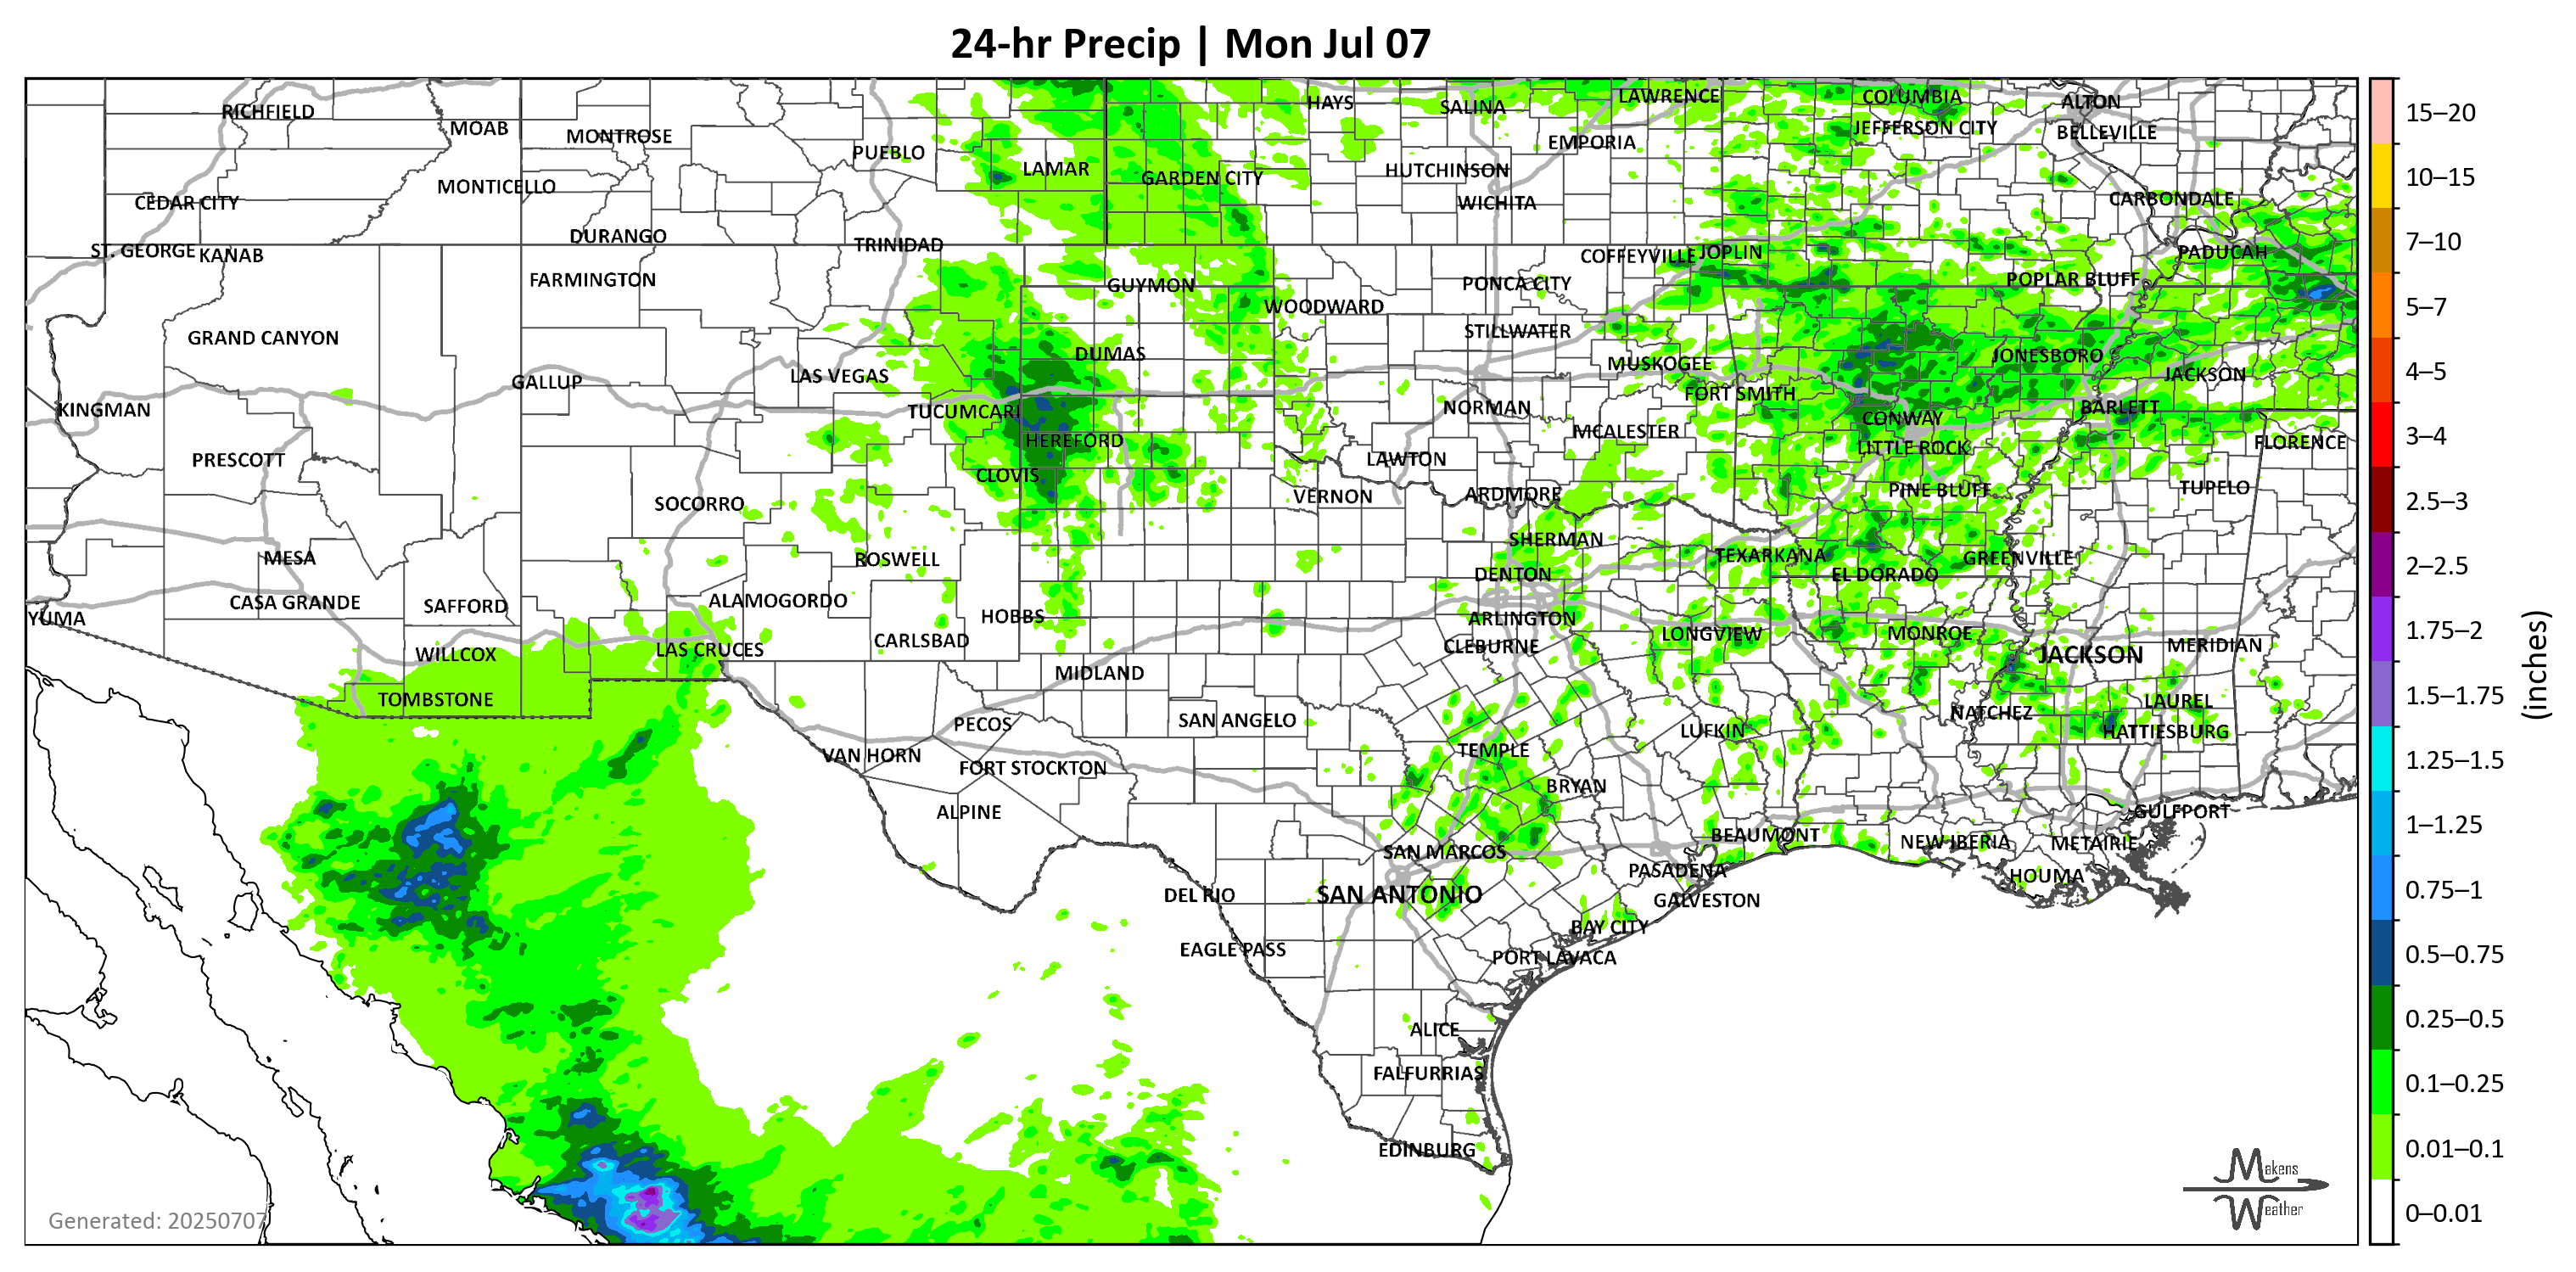 24-hr Precip | Mon Jul 07
RICHFIELD
MOAB
MONTROSE
PUEBLO
LAMAR
GARDEN CITY
HAYS
SALINA
LAWRENCE
EMPORIA
HUTCHINSON
WICHITA
COLUMBIA
JEFFERSON CITY
ALTON
BELLEVILLE
CARBONDALE
MONTICELLO
CEDAR CITY
ST. GEORGE
KANAB
DURANGO
TRINIDAD
FARMINGTON
GUYMON
WOODWARD
PONCA CITY
COFFEYVILLE
JOPLIN
POPLAR BLUFF
PADUCAH
GRAND CANYON
GALLUP
LAS VEGAS
DUMAS
STILLWATER
MUSKOGEE
FORT SMITH
JONESBORO
JACKSON
KINGMAN
TUCUMCARI
HEREFORD
NORMAN
MCALESTER
CONWAY
LITTLE ROCK
BARLETT
FLORENCE
PRESCOTT
CLOVIS
LAWTON
VERNON
ARDMORE
PINE BLUFF
TUPELO
SOCORRO
MESA
ROSWELL
SHERMAN
DENTON
TEXARKANA
EL DORADO
GREENVILLE
YUMA
CASA GRANDE
SAFFORD
ALAMOGORDO
HOBBS
CARLSBAD
ARLINGTON
CLEBURNE
LONGVIEW
MONROE
JACKSON
MERIDIAN
WILLCOX
LAS CRUCES
MIDLAND
TOMBSTONE
PECOS
SAN ANGELO
TEMPLE
LUFKIN
NATCHEZ
LAUREL
HATTIESBURG
VAN HORN
FORT STOCKTON
BRYAN
ALPINE
GULFPORT
SAN MARCOS
BEAUMONT
NEW IBERIA
METAIRIE
PASADENA
HOUMA
DEL RIO
SAN ANTONIO
GALVESTON
BAY CITY
EAGLE PASS
PORT LAVACA
ALICE
FALFURRIAS
EDINBURG
Generated: 20250707
Makens
Weather
15–20
10–15
7–10
5–7
4–5
3–4
2.5–3
2–2.5
1.75–2
1.5–1.75
1.25–1.5
1–1.25
0.75–1
0.5–0.75
0.25–0.5
0.1–0.25
0.01–0.1
0–0.01
(inches)